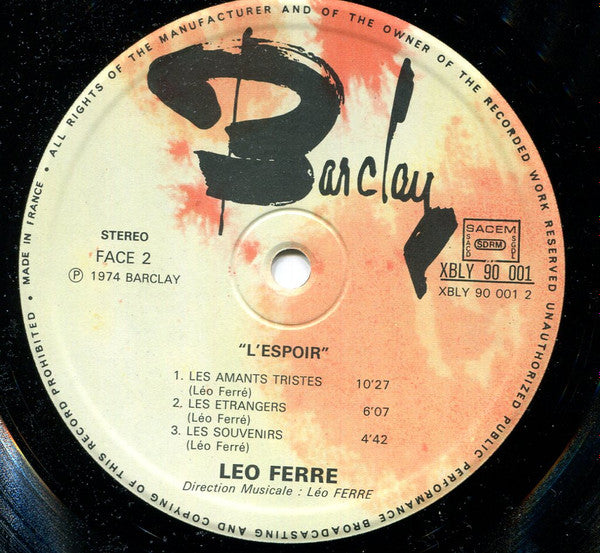 ALL RIGHTS OF THE MANUFACTURER AND OF THE OWNER OF THE RECORDED WORK RESERVED UNAUTHORIZED PUBLIC PERFORMANCE BROADCASTING AND COPYING OF THIS RECORD PROHIBITED • MADE IN FRANCE •
Barclay
STEREO
FACE 2
Ⓟ 1974 BARCLAY
SACEM
SACD SDRM SGDL
XBLY 90 001
XBLY 90 001 2
"L'ESPOIR"
1. LES AMANTS TRISTES 10'27
(Léo Ferré)
2. LES ETRANGERS 6'07
(Léo Ferré)
3. LES SOUVENIRS 4'42
(Léo Ferré)
LEO FERRE
Direction Musicale : Léo FERRE